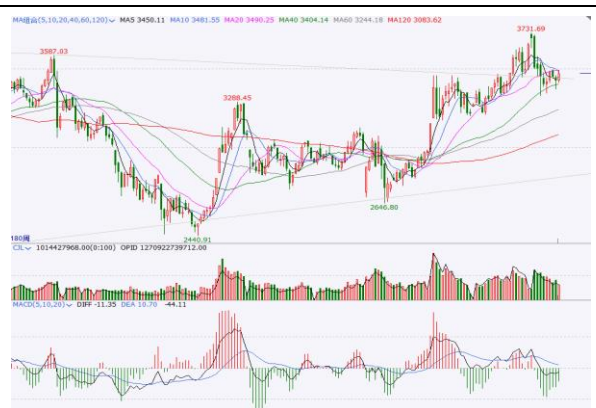 MA组合(5,10,20,40,60,120) MA5 3450.11 MA10 3481.55 MA20 3490.25 MA40 3404.14 MA60 3244.18 MA120 3083.62
3731.69
3587.03
3288.45
2646.80
2440.91
180周
CJL 1014427968.00(0:100) OPID 1270922739712.00
MACD(5,10,20) DIFF -11.35 DEA 10.70 -44.11